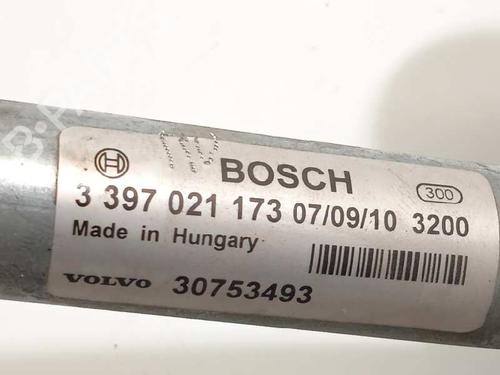 BOSCH
300
3 397 021 173 07/09/10 3200
Made in Hungary
VOLVO 30753493